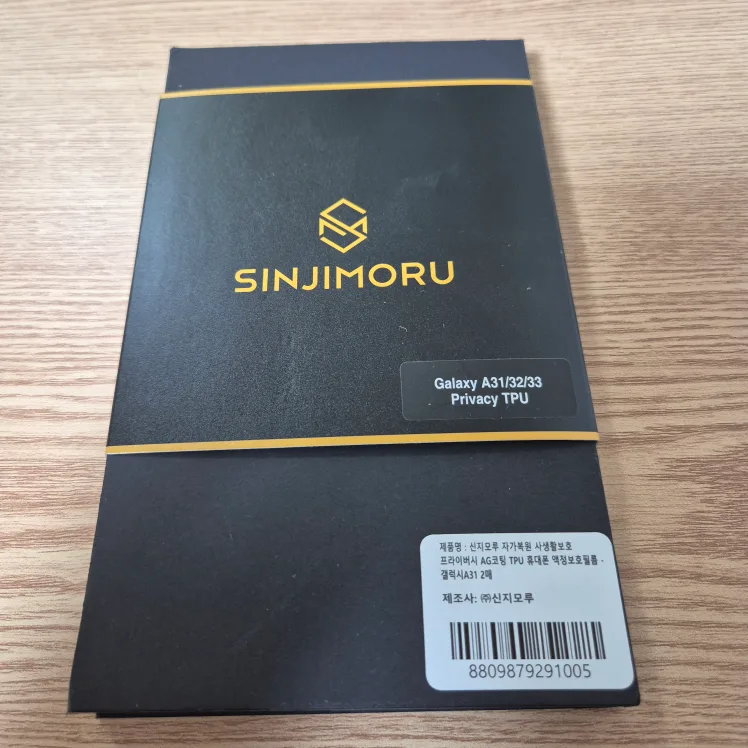 SINJIMORU
Galaxy A31/32/33
Privacy TPU
제품명 : 신지모루 자가복원 사생활보호
프라이버시 AG코팅 TPU 휴대폰 액정보호필름 -
갤럭시A31 2매
제조사: ㈜신지모루
8809879291005